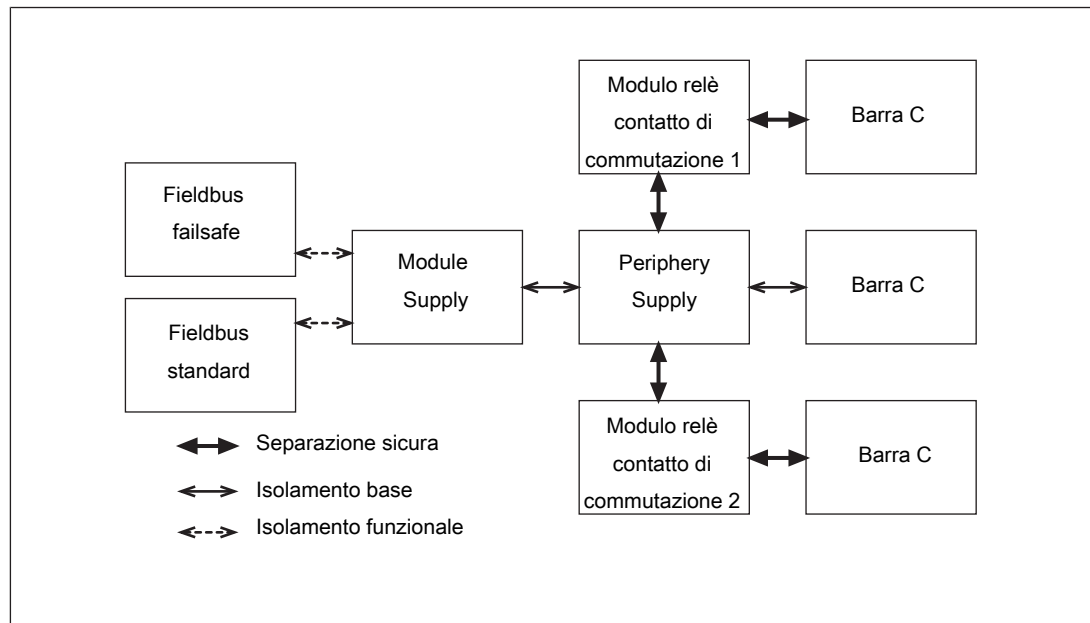 Modulo relè
contatto di
commutazione 1
Barra C
Fieldbus
failsafe
Module
Supply
Periphery
Supply
Barra C
Fieldbus
standard
Modulo relè
contatto di
commutazione 2
Barra C
Separazione sicura
Isolamento base
Isolamento funzionale